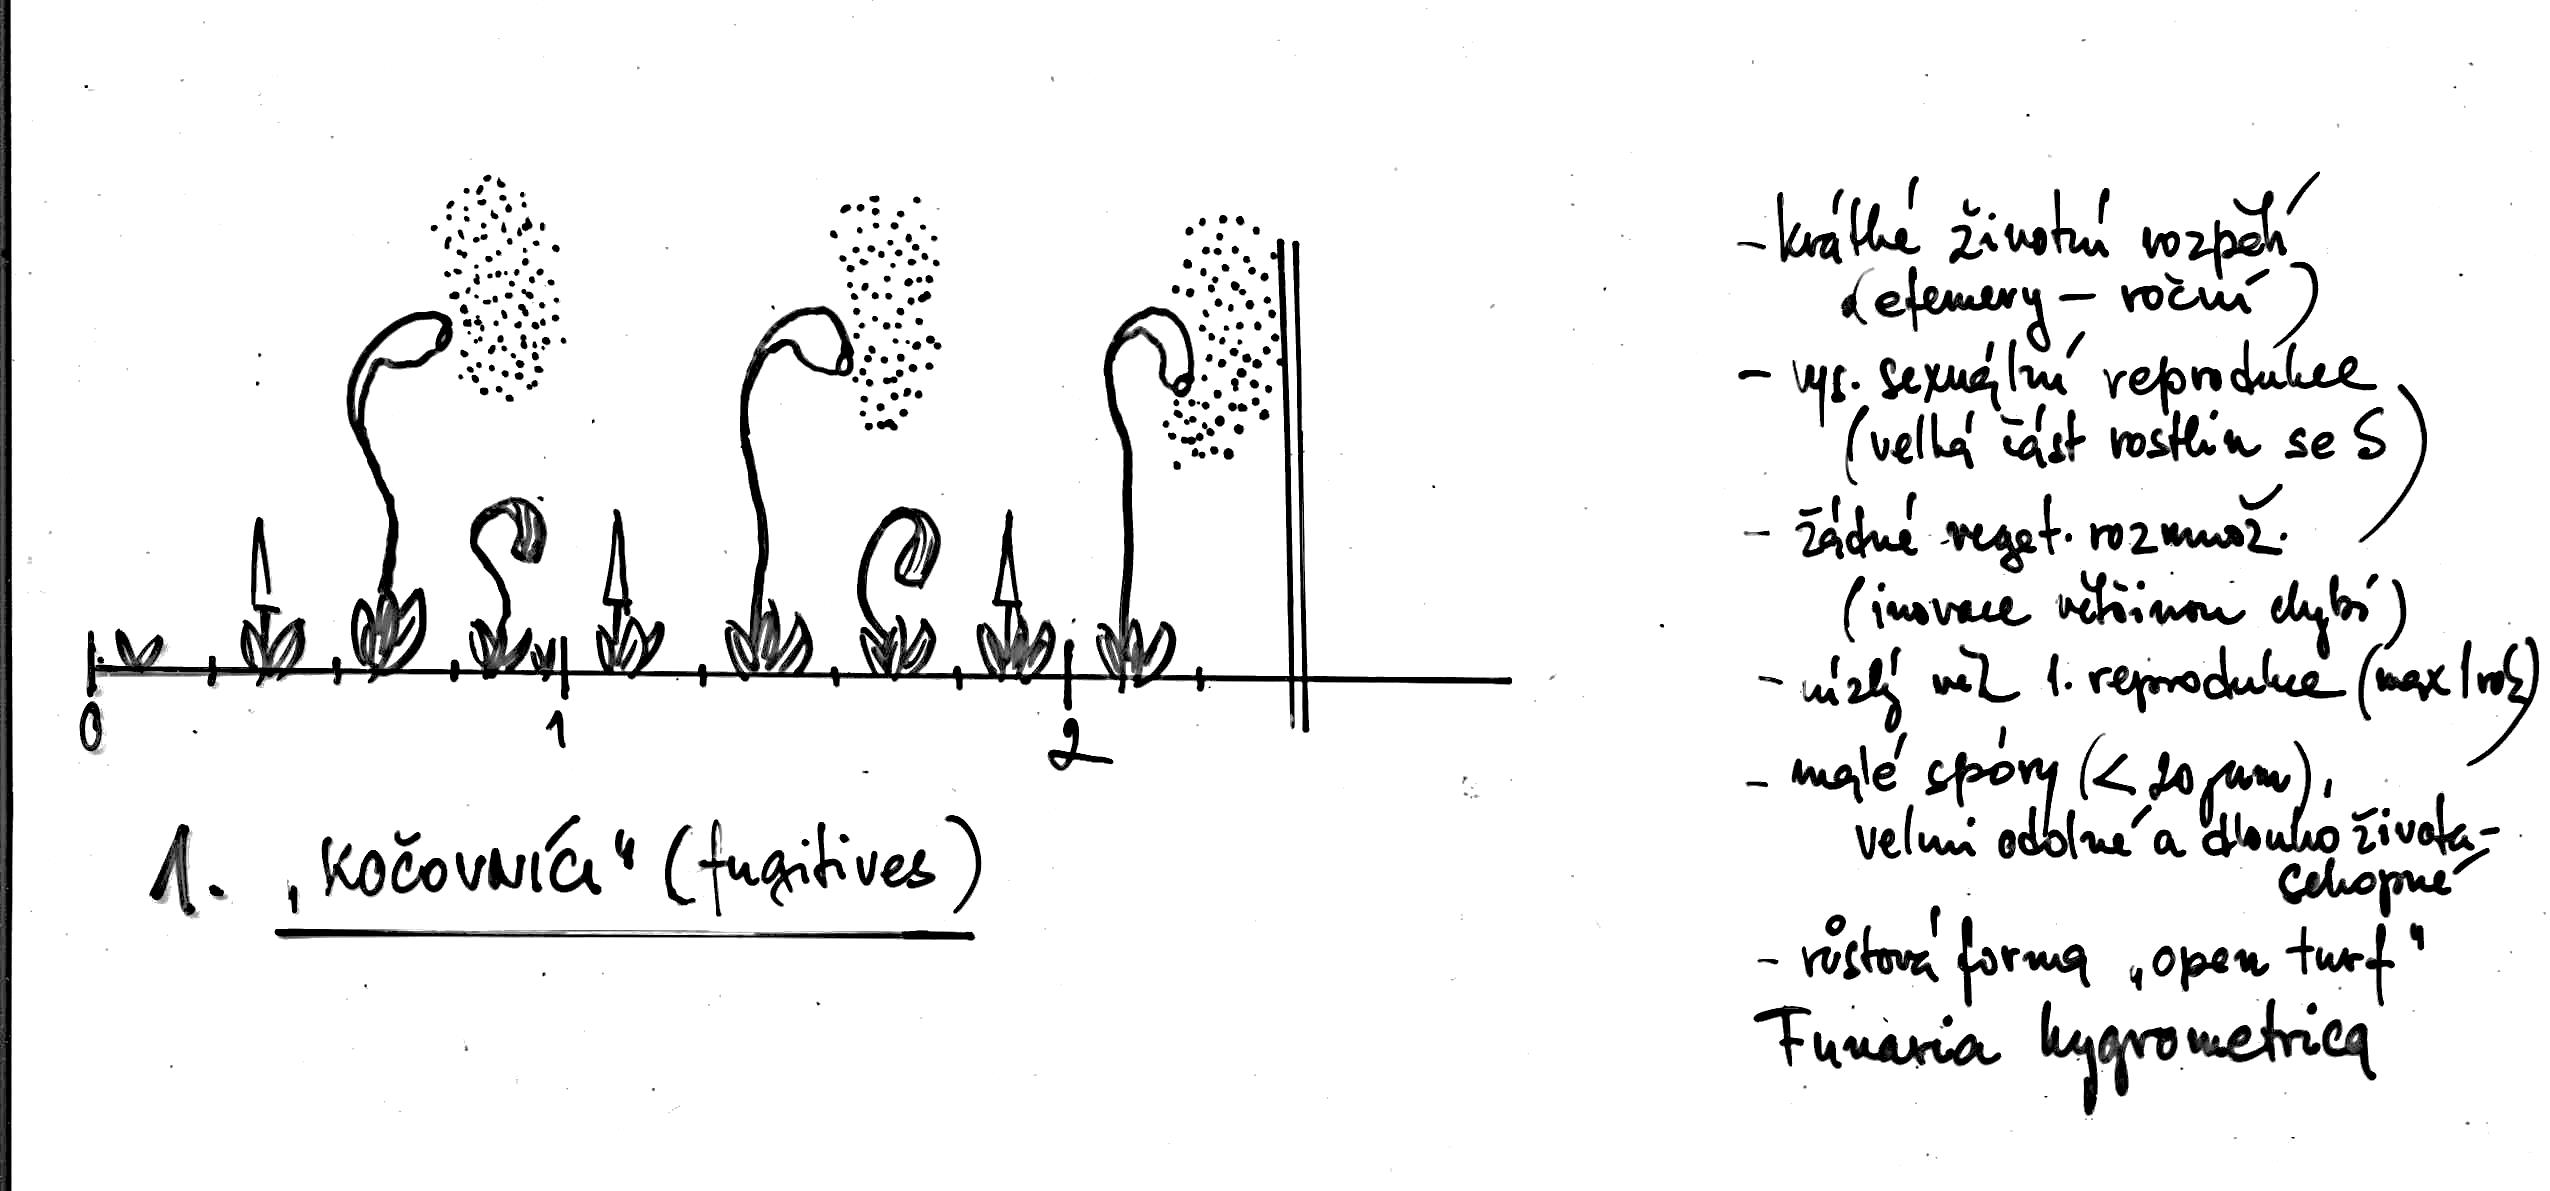 0 1 2
1. „KOČOVNÍCI“ (fugitives)
- krátké životní rozpětí
(efemery – roční)
- vys. sexuální reprodukce
(velká část rostlin se S)
- žádné veget. rozmnož.
(inovace většinou chybí)
- nízký věk 1. reprodukce (max 1 rok)
- malé spóry (< 20 µm),
velmi odolné a dlouho života-
schopné
- růstová forma „open turf“
Funaria hygrometrica